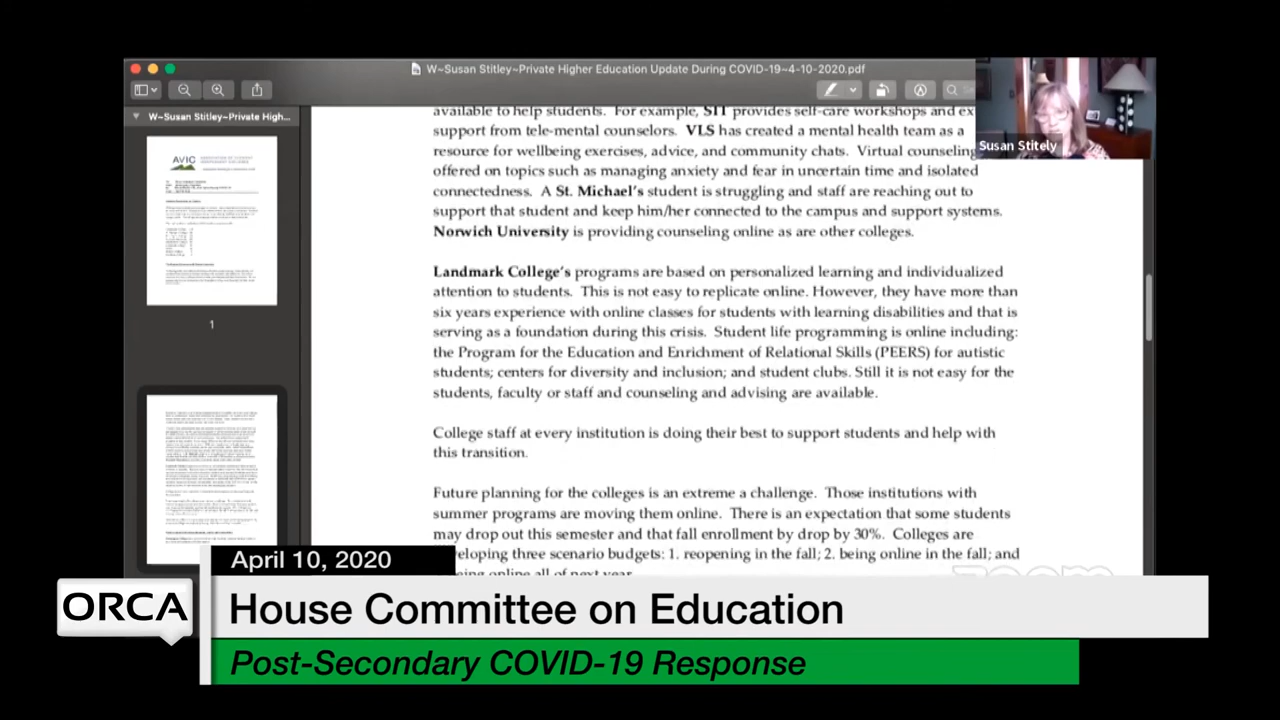 W~Susan Stitley~Private Higher Education Update During COVID-19~4-10-2020.pdf
W~Susan Stitley~Private High...
AVIC
1
Susan Stitely
available to help students. For example, SIT provides self-care workshops and ex
support from tele-mental counselors. VLS has created a mental health team as a
resource for wellbeing exercises, advice, and community chats. Virtual counseling
offered on topics such as managing anxiety and fear in uncertain time and isolated
connectedness. A St. Michael's student is struggling and staff are reaching out to
support that student and keep him/her connected to the campus and support systems.
Norwich University is providing counseling online as are other colleges.
Landmark College's programs are based on personalized learning and individualized
attention to students. This is not easy to replicate online. However, they have more than
six years experience with online classes for students with learning disabilities and that is
serving as a foundation during this crisis. Student life programming is online including:
the Program for the Education and Enrichment of Relational Skills (PEERS) for autistic
students; centers for diversity and inclusion; and student clubs. Still it is not easy for the
students, faculty or staff and counseling and advising are available.
College staff at every institution is doing their best to support students and help with
this transition.
Future planning for the colleges is an extreme a challenge. Those institutions with
summer programs are moving them online. There is an expectation that some students
may drop out this semester and that fall enrollment by drop by 30%. Colleges are
veloping three scenario budgets: 1. reopening in the fall; 2. being online in the fall; and
being online all of next year
zoom
April 10, 2020
ORCA
House Committee on Education
Post-Secondary COVID-19 Response